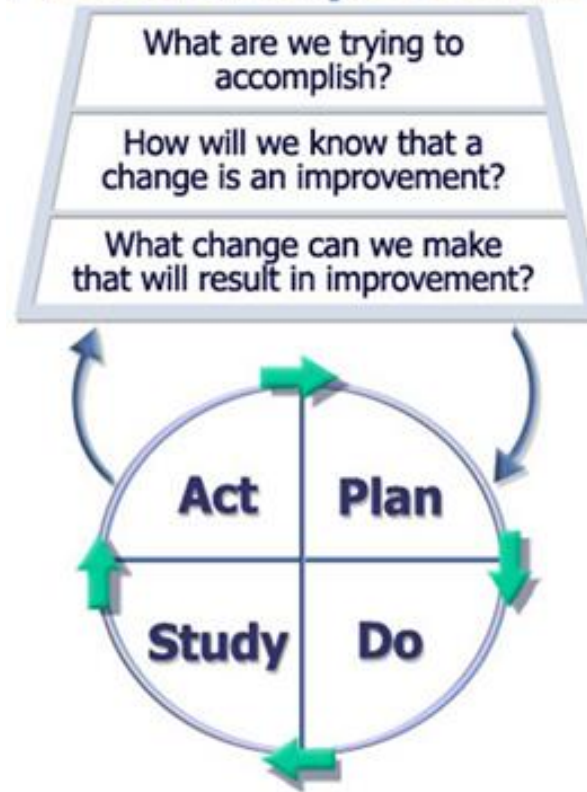 What are we trying to
accomplish?
How will we know that a
change is an improvement?
What change can we make
that will result in improvement?
Act
Plan
Study
Do